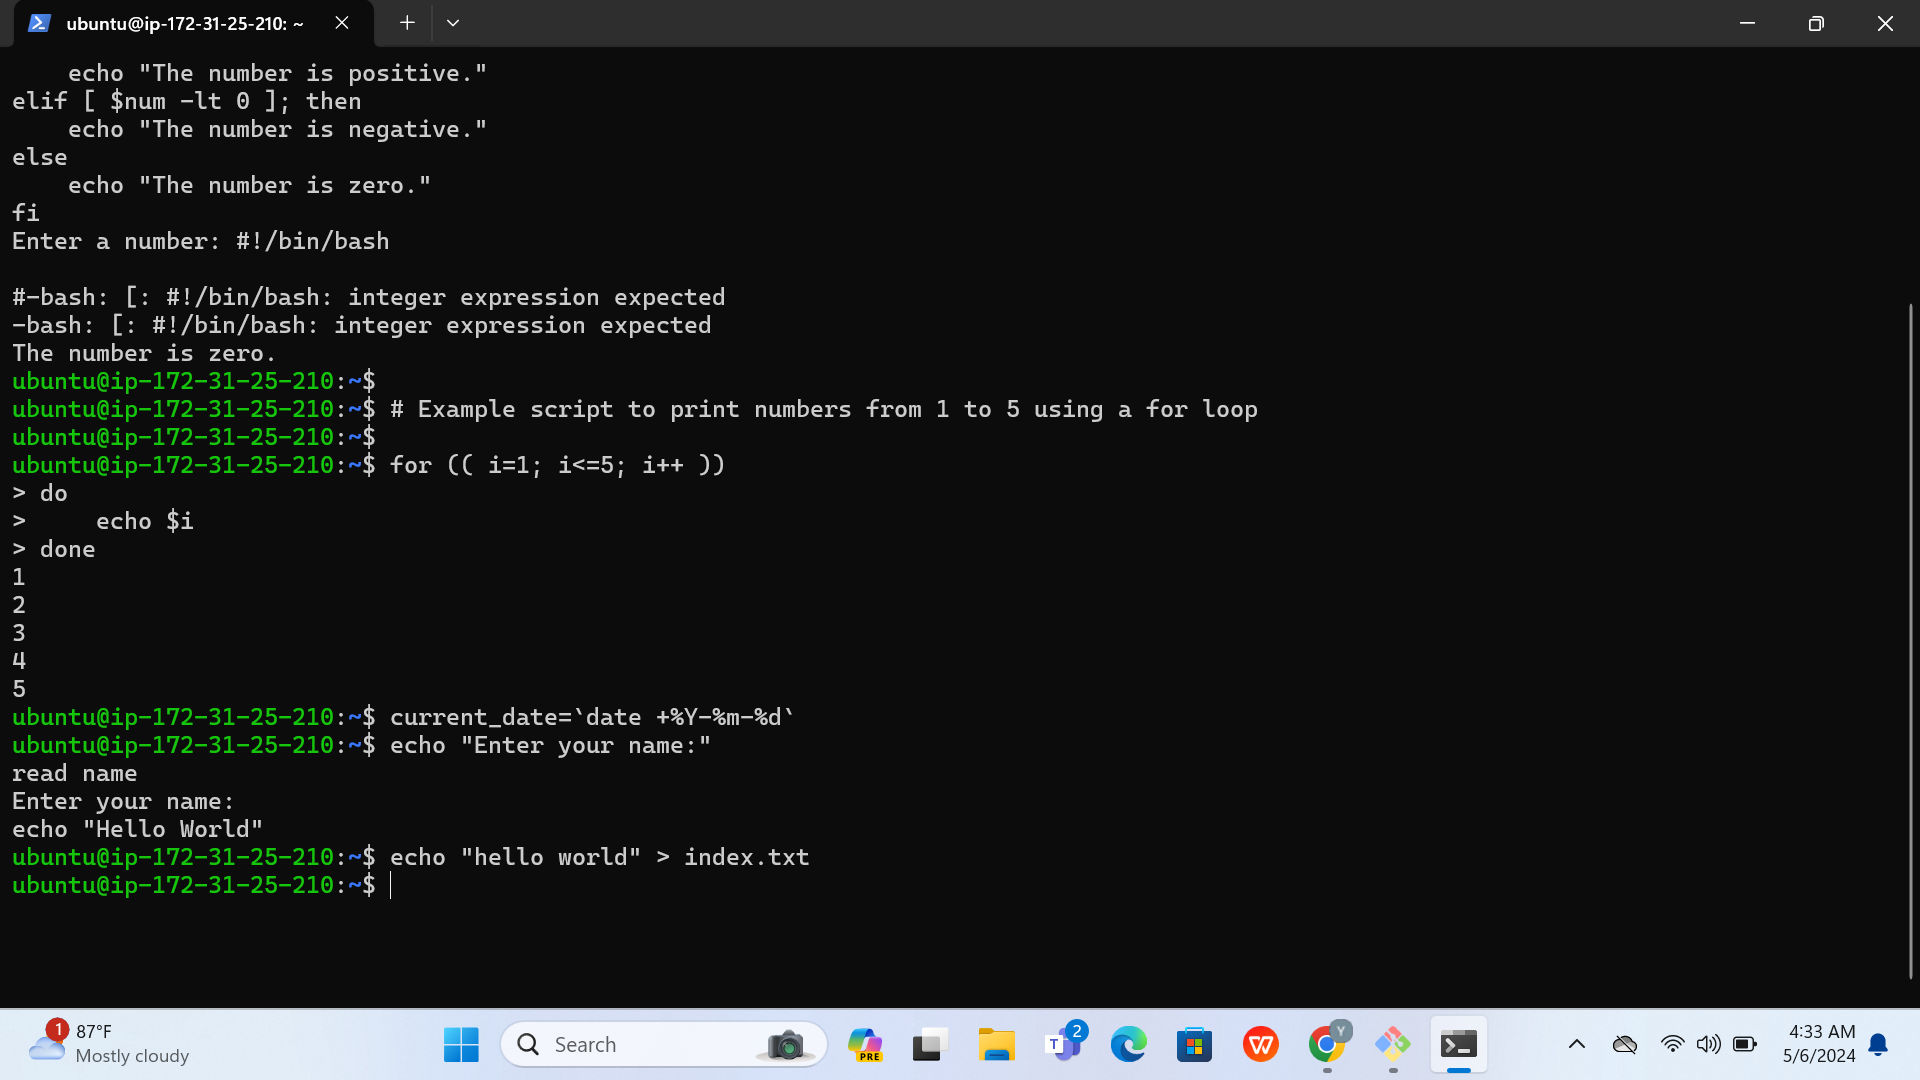 ubuntu@ip-172-31-25-210: ~
    echo "The number is positive."
elif [ $num -lt 0 ]; then
    echo "The number is negative."
else
    echo "The number is zero."
fi
Enter a number: #!/bin/bash

#-bash: [: #!/bin/bash: integer expression expected
-bash: [: #!/bin/bash: integer expression expected
The number is zero.
ubuntu@ip-172-31-25-210:~$
ubuntu@ip-172-31-25-210:~$ # Example script to print numbers from 1 to 5 using a for loop
ubuntu@ip-172-31-25-210:~$
ubuntu@ip-172-31-25-210:~$ for (( i=1; i<=5; i++ ))
> do
>     echo $i
> done
1
2
3
4
5
ubuntu@ip-172-31-25-210:~$ current_date=`date +%Y-%m-%d`
ubuntu@ip-172-31-25-210:~$ echo "Enter your name:"
read name
Enter your name:
echo "Hello World"
ubuntu@ip-172-31-25-210:~$ echo "hello world" > index.txt
ubuntu@ip-172-31-25-210:~$
1
87°F
Mostly cloudy
Search
PRE
T
2
W
Y
4:33 AM
5/6/2024